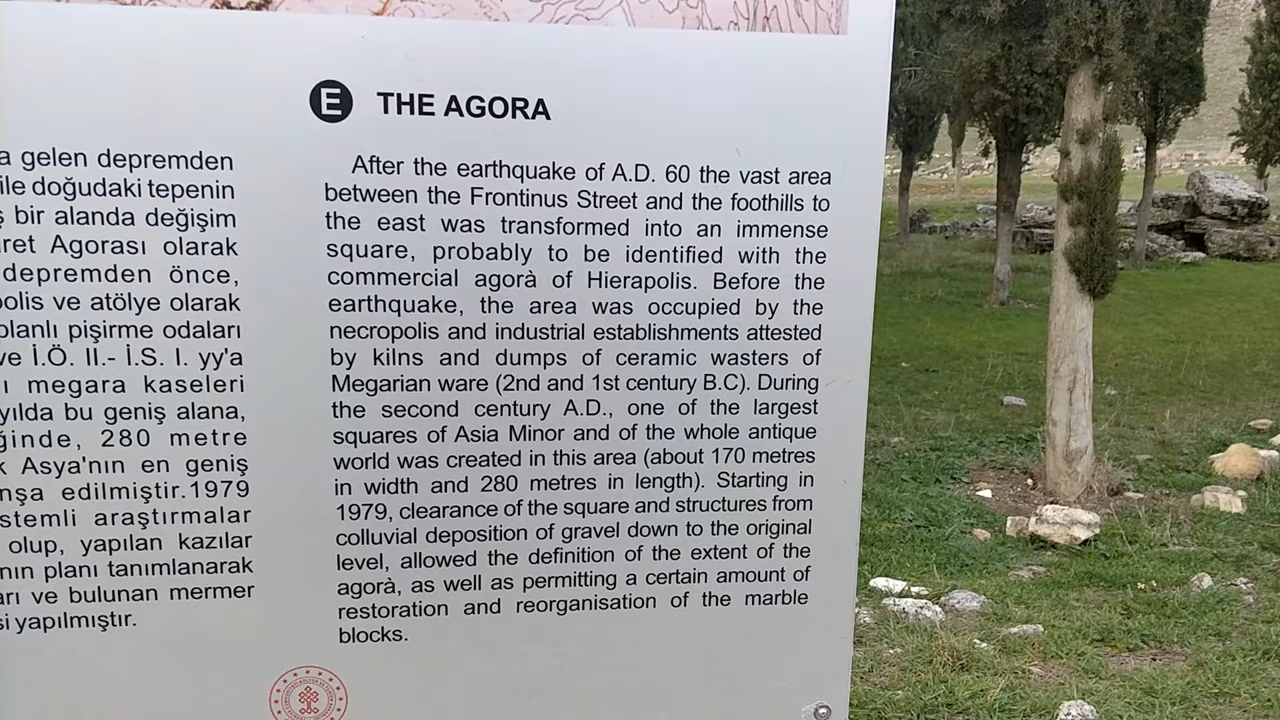 a gelen depremden
ile doğudaki tepenin
ş bir alanda değişim
ret Agorası olarak
depremden önce,
polis ve atölye olarak
planlı pişirme odaları
ve İ.Ö. II.- İ.S. I. yy'a
ı megara kaseleri
yılda bu geniş alana,
ğinde, 280 metre
k Asya'nın en geniş
nşa edilmiştir.1979
stemli araştırmalar
olup, yapılan kazılar
nın planı tanımlanarak
arı ve bulunan mermer
si yapılmıştır.
E THE AGORA
After the earthquake of A.D. 60 the vast area
between the Frontinus Street and the foothills to
the east was transformed into an immense
square, probably to be identified with the
commercial agorà of Hierapolis. Before the
earthquake, the area was occupied by the
necropolis and industrial establishments attested
by kilns and dumps of ceramic wasters of
Megarian ware (2nd and 1st century B.C). During
the second century A.D., one of the largest
squares of Asia Minor and of the whole antique
world was created in this area (about 170 metres
in width and 280 metres in length). Starting in
1979, clearance of the square and structures from
colluvial deposition of gravel down to the original
level, allowed the definition of the extent of the
agorà, as well as permitting a certain amount of
restoration and reorganisation of the marble
blocks.